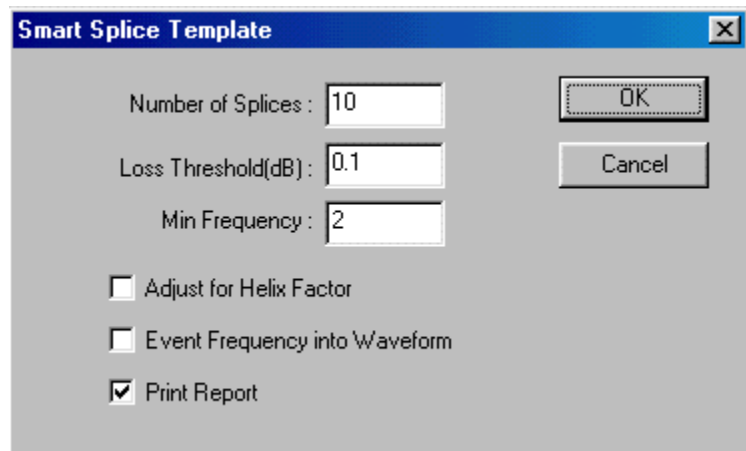 Smart Splice Template
Number of Splices : 10
OK
Loss Threshold(dB) : 0.1
Cancel
Min Frequency : 2
Adjust for Helix Factor
Event Frequency into Waveform
Print Report